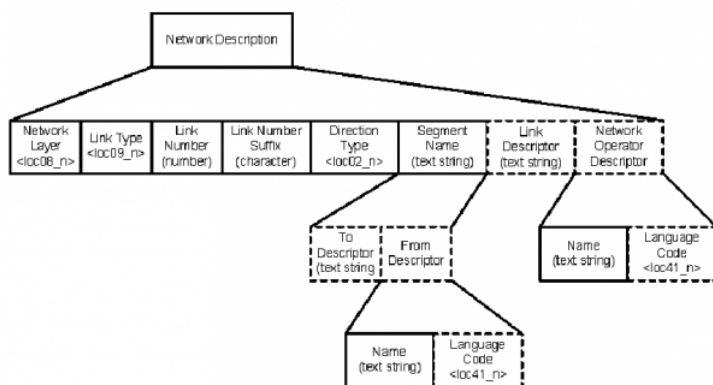 Network Description
Network
Layer
<loc08_n>
Link Type
<loc09_n>
Link
Number
(number)
Link Number
Suffix
(character)
Direction
Type
<loc02_n>
Segment
Name
(text string)
Link
Descriptor
(text string)
Network
Operator
Descriptor
To
Descriptor
(text string
From
Descriptor
Name
(text string)
Language
Code
<loc41_n>
Name
(text string)
Language
Code
<loc41_n>